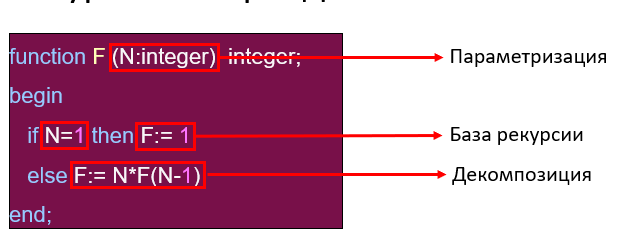 function F (N:integer) integer; Параметризация
begin
if N=1 then F:= 1 База рекурсии
else F:= N*F(N-1) Декомпозиция
end;